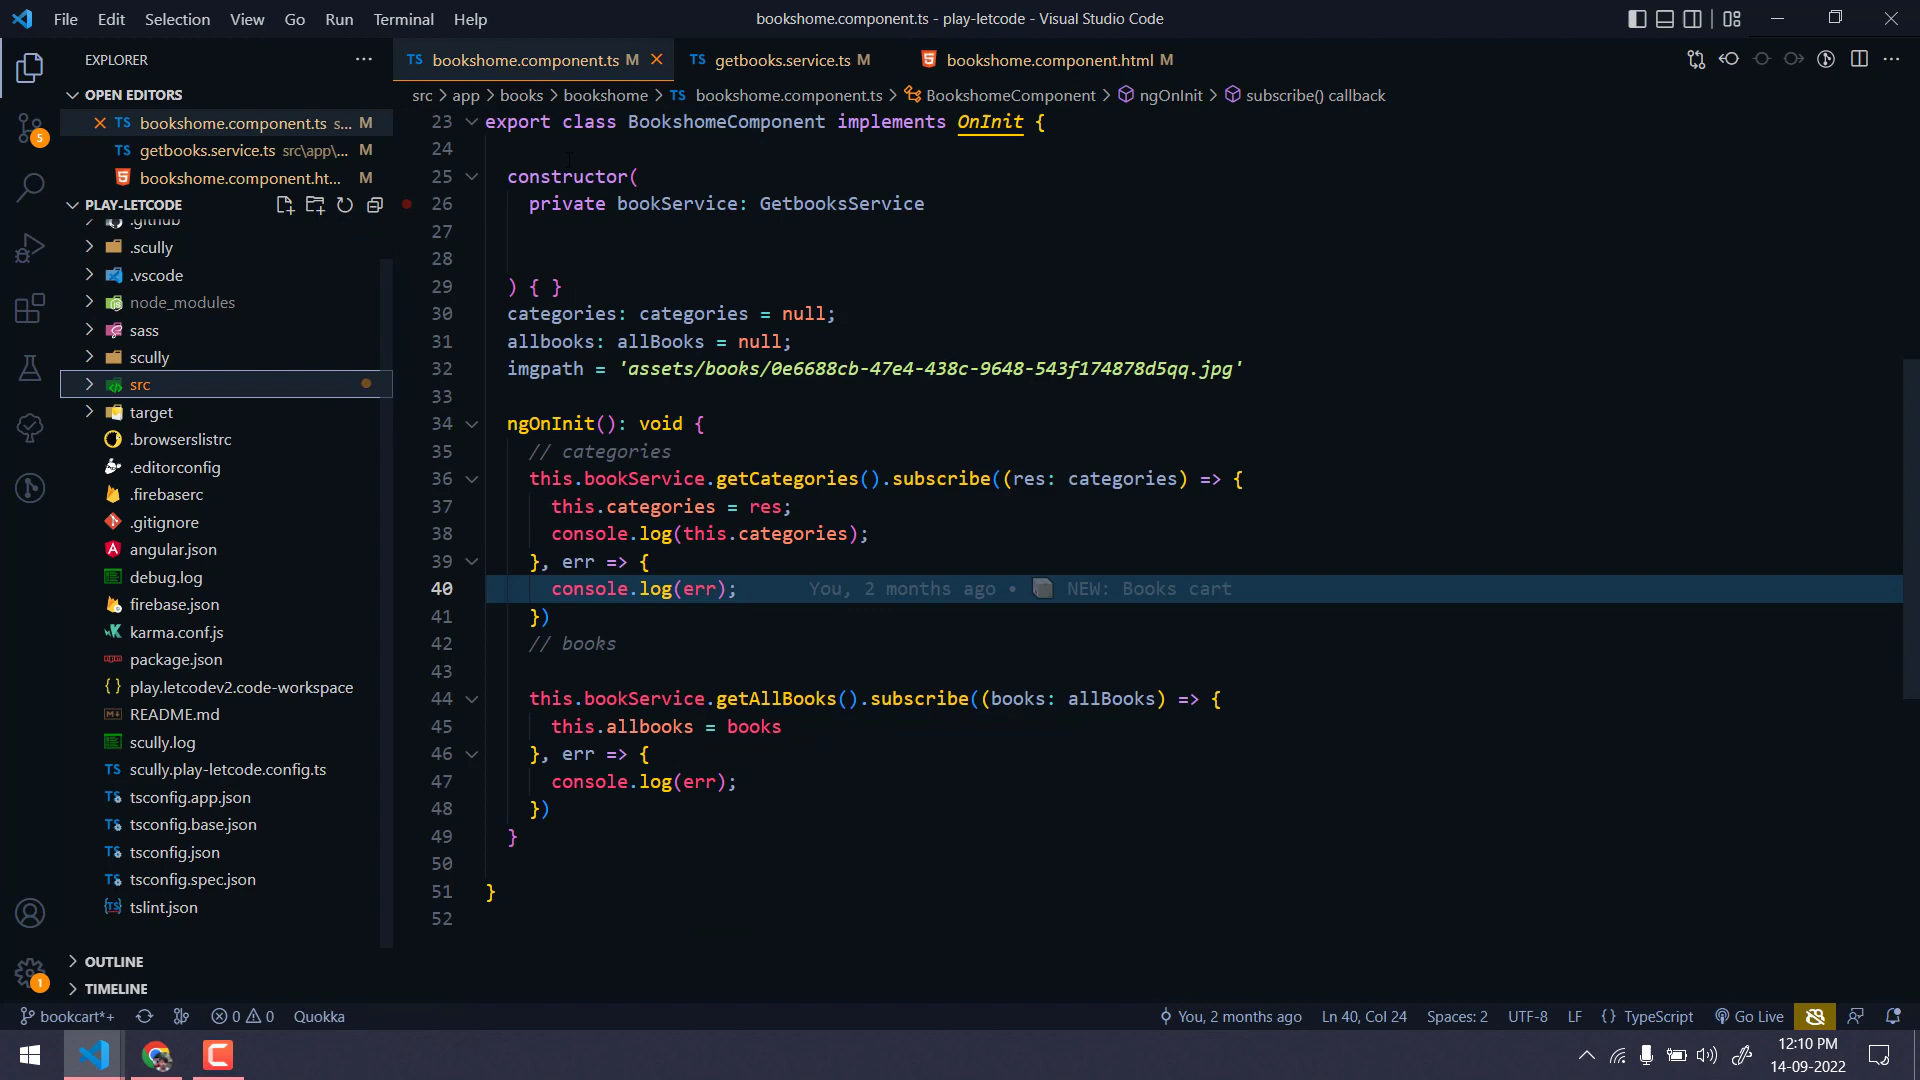 File Edit Selection View Go Run Terminal Help
bookshome.component.ts - play-letcode - Visual Studio Code
EXPLORER
OPEN EDITORS
bookshome.component.ts s... M
getbooks.service.ts src\app\... M
bookshome.component.ht... M
PLAY-LETCODE
.github
.scully
.vscode
node_modules
sass
scully
src
target
.browserslistrc
.editorconfig
.firebaserc
.gitignore
angular.json
debug.log
firebase.json
karma.conf.js
package.json
play.letcodev2.code-workspace
README.md
scully.log
TS scully.play-letcode.config.ts
tsconfig.app.json
tsconfig.base.json
tsconfig.json
tsconfig.spec.json
tslint.json
OUTLINE
TIMELINE
5
1
TS bookshome.component.ts M
TS getbooks.service.ts M
bookshome.component.html M
src > app > books > bookshome > TS bookshome.component.ts > BookshomeComponent > ngOnInit > subscribe() callback
23 export class BookshomeComponent implements OnInit {
24
25 constructor(
26 private bookService: GetbooksService
27
28
29 ) { }
30 categories: categories = null;
31 allbooks: allBooks = null;
32 imgpath = 'assets/books/0e6688cb-47e4-438c-9648-543f174878d5qq.jpg'
33
34 ngOnInit(): void {
35 // categories
36 this.bookService.getCategories().subscribe((res: categories) => {
37 this.categories = res;
38 console.log(this.categories);
39 }, err => {
40 console.log(err); You, 2 months ago • NEW: Books cart
41 })
42 // books
43
44 this.bookService.getAllBooks().subscribe((books: allBooks) => {
45 this.allbooks = books
46 }, err => {
47 console.log(err);
48 })
49 }
50
51 }
52
bookcart*+ 0 0 Quokka
You, 2 months ago Ln 40, Col 24 Spaces: 2 UTF-8 LF {} TypeScript Go Live
12:10 PM
14-09-2022